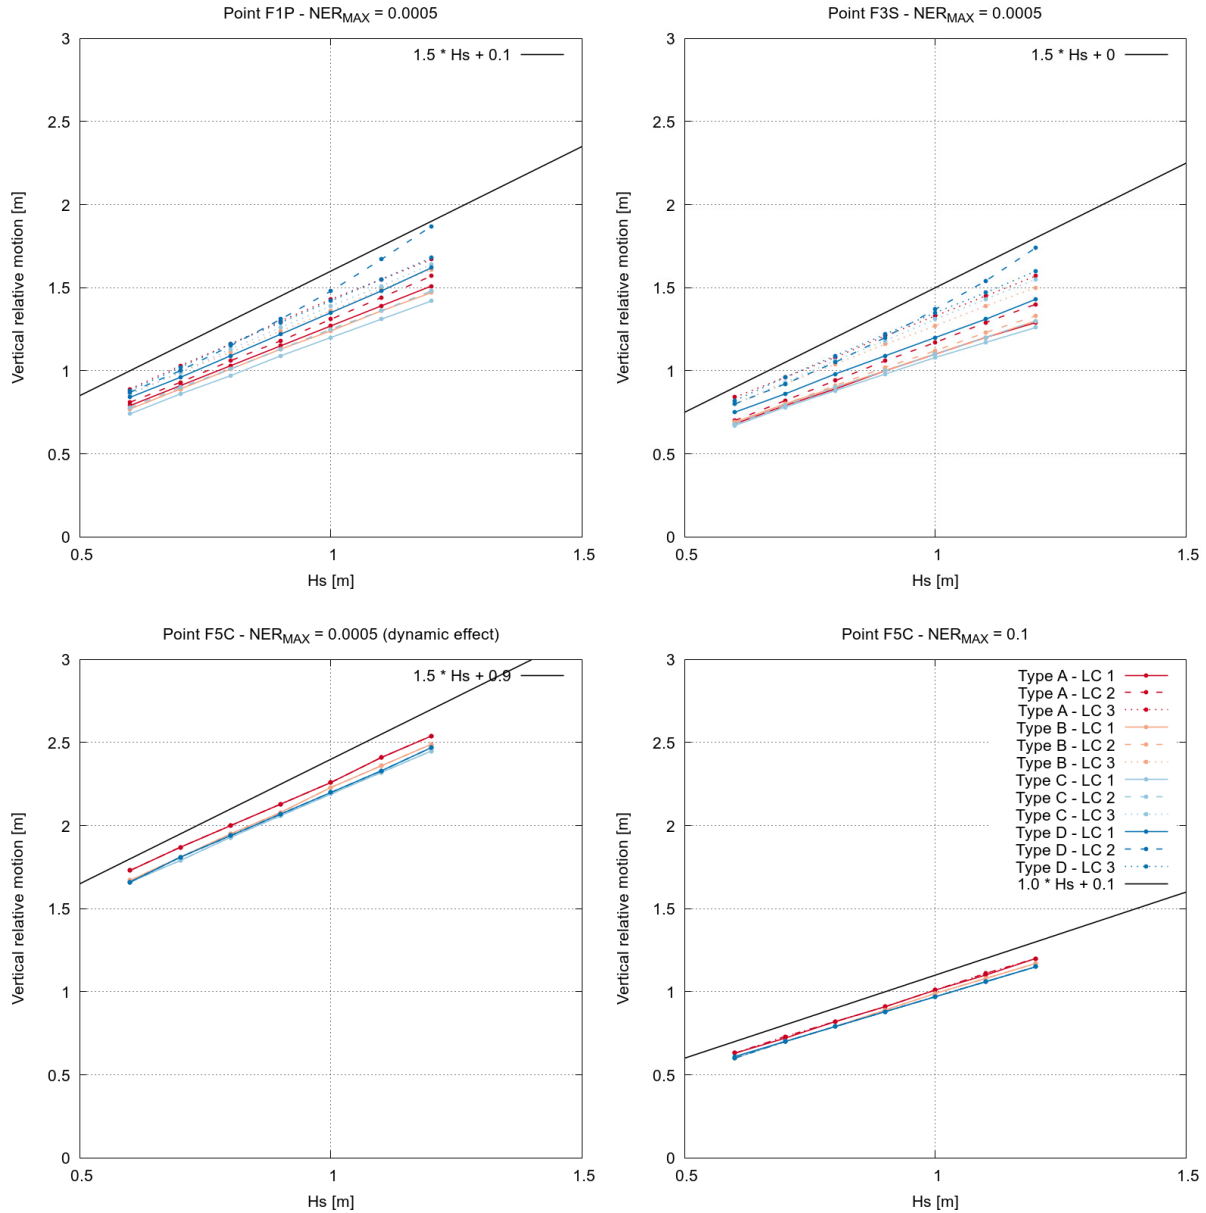 Point F1P - NERMAX = 0.0005
1.5 * Hs + 0.1
3
2.5
2
1.5
1
0.5
0
0.5
1
1.5
Vertical relative motion [m]
Hs [m]
Point F3S - NERMAX = 0.0005
1.5 * Hs + 0
3
2.5
2
1.5
1
0.5
0
0.5
1
1.5
Vertical relative motion [m]
Hs [m]
Point F5C - NERMAX = 0.0005 (dynamic effect)
1.5 * Hs + 0.9
3
2.5
2
1.5
1
0.5
0
0.5
1
1.5
Vertical relative motion [m]
Hs [m]
Point F5C - NERMAX = 0.1
Type A - LC 1
Type A - LC 2
Type A - LC 3
Type B - LC 1
Type B - LC 2
Type B - LC 3
Type C - LC 1
Type C - LC 2
Type C - LC 3
Type D - LC 1
Type D - LC 2
Type D - LC 3
1.0 * Hs + 0.1
3
2.5
2
1.5
1
0.5
0
0.5
1
1.5
Vertical relative motion [m]
Hs [m]